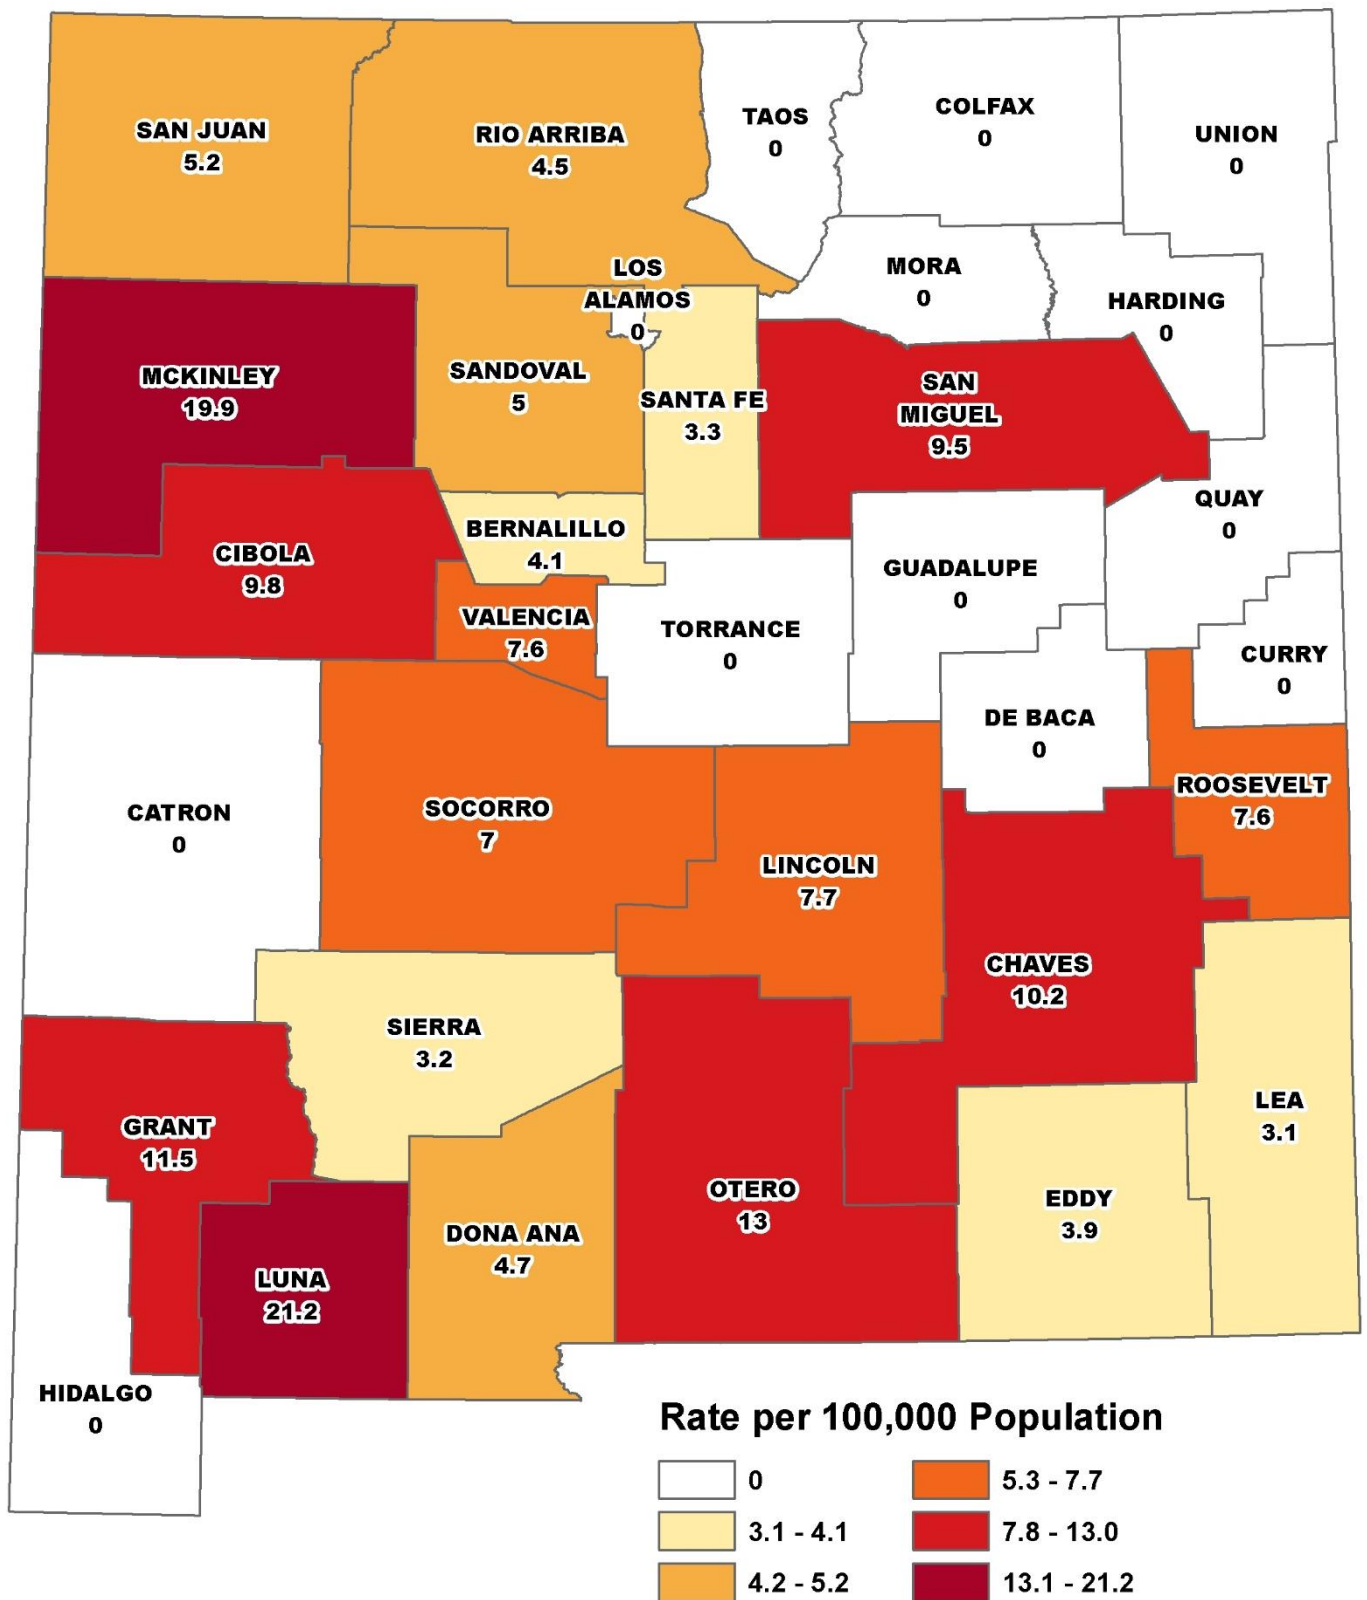 SAN JUAN
5.2
RIO ARRIBA
4.5
TAOS
0
COLFAX
0
UNION
0
LOS
ALAMOS
0
MORA
0
HARDING
0
MCKINLEY
19.9
SANDOVAL
5
SANTA FE
3.3
SAN
MIGUEL
9.5
QUAY
0
CIBOLA
9.8
BERNALILLO
4.1
GUADALUPE
0
VALENCIA
7.6
TORRANCE
0
CURRY
0
DE BACA
0
CATRON
0
SOCORRO
7
LINCOLN
7.7
ROOSEVELT
7.6
CHAVES
10.2
SIERRA
3.2
GRANT
11.5
LEA
3.1
OTERO
13
EDDY
3.9
DONA ANA
4.7
LUNA
21.2
HIDALGO
0
Rate per 100,000 Population
0
3.1 - 4.1
4.2 - 5.2
5.3 - 7.7
7.8 - 13.0
13.1 - 21.2